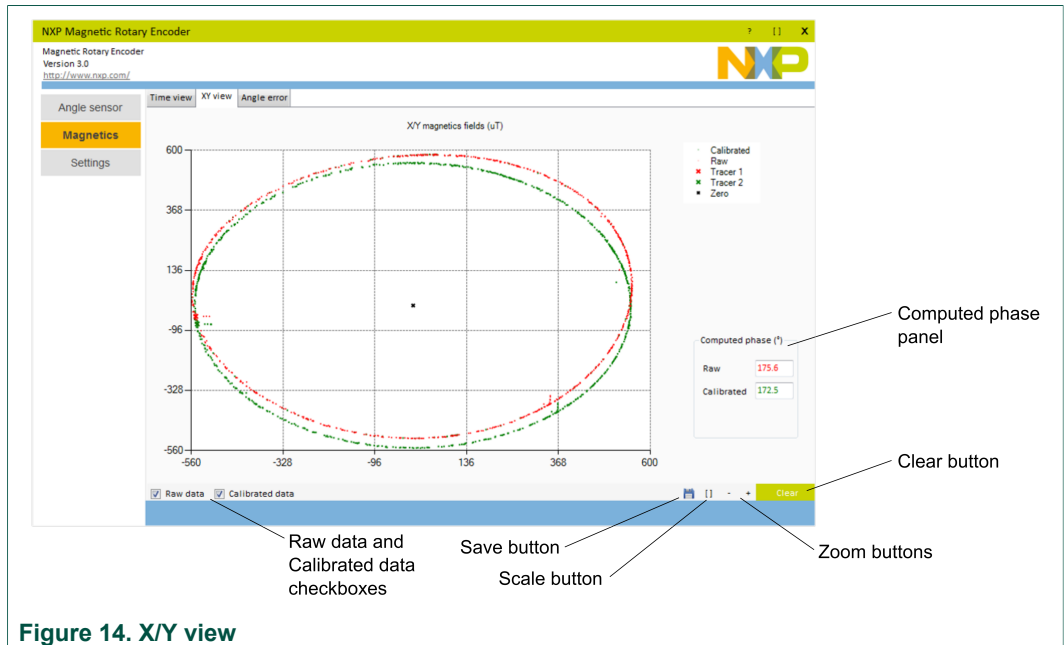 NXP Magnetic Rotary Encoder
? [ ] X
Magnetic Rotary Encoder
Version 3.0
http://www.nxp.com/
NXP
Angle sensor
Magnetics
Settings
Time view XY view Angle error
X/Y magnetics fields (uT)
600
368
136
-96
-328
-560
-560 -328 -96 136 368 600
Calibrated
Raw
Tracer 1
Tracer 2
Zero
Computed phase (°)
Raw 175.6
Calibrated 172.5
Raw data Calibrated data
[ ] - + Clear
Computed phase
panel
Clear button
Zoom buttons
Save button
Scale button
Raw data and
Calibrated data
checkboxes
Figure 14. X/Y view